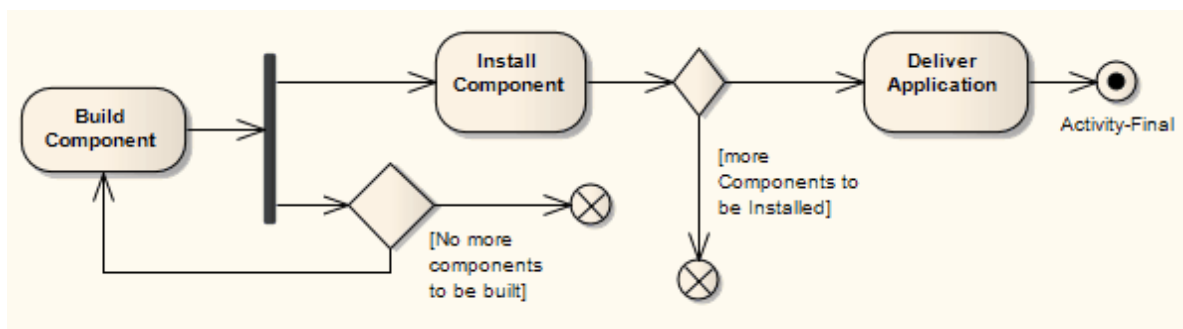 Build
Component
Install
Component
Deliver
Application
Activity-Final
[more
Components to
be Installed]
[No more
components
to be built]